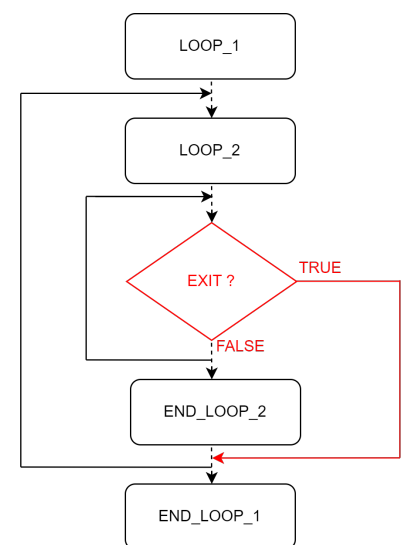 LOOP_1
LOOP_2
EXIT ?
TRUE
FALSE
END_LOOP_2
END_LOOP_1